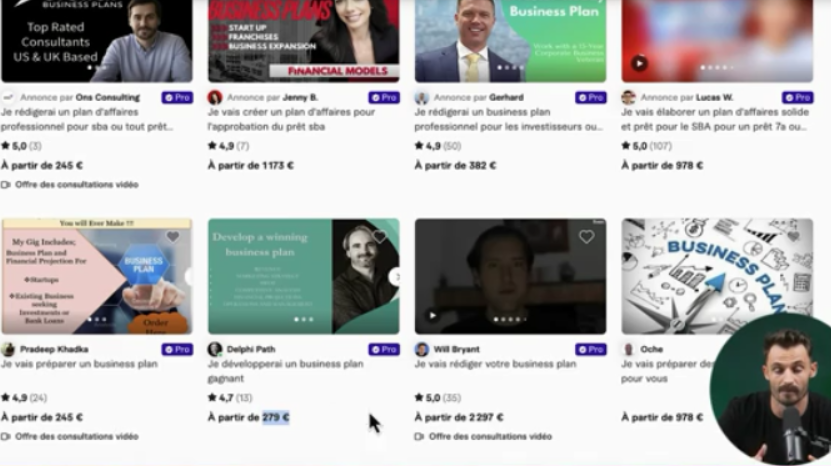 BUSINESS PLANS
Top Rated
Consultants
US & UK Based
BUSINESS PLANS
START UP
FRANCHISES
BUSINESS EXPANSION
FINANCIAL MODELS
Business Plan
Work with a
Corporate Business
Veteran
Annonce par Ons Consulting
Pro
Je rédigerai un plan d'affaires
professionnel pour sba ou tout prêt...
★ 5,0 (3)
À partir de 245 €
Offre des consultations vidéo
Annonce par Jenny B.
Pro
Je vais créer un plan d'affaires pour
l'approbation du prêt sba
★ 4,9 (7)
À partir de 1173 €
Annonce par Gerhard
Pro
Je rédigerai un business plan
professionnel pour les investisseurs ou...
★ 4,9 (50)
À partir de 382 €
Annonce par Lucas W.
Pro
Je vais élaborer un plan d'affaires solide
et prêt pour le SBA pour un prêt 7a ou...
★ 5,0 (107)
À partir de 978 €
You will Ever Make !!!
My Gig Includes;
Business Plan and
Financial Projection For
❖Startups
❖Existing Business
seeking
Investments or
Bank Loans
BUSINESS
PLAN
Order
Develop a winning
business plan
BUSINESS PLAN
Pradeep Khadka
Pro
Je vais préparer un business plan
★ 4,9 (24)
À partir de 245 €
Offre des consultations vidéo
Delphi Path
Pro
Je développerai un business plan
gagnant
★ 4,7 (13)
À partir de 279 €
Will Bryant
Pro
Je vais rédiger votre business plan
★ 5,0 (35)
À partir de 2 297 €
Offre des consultations vidéo
Oche
Je vais préparer
pour vous
À partir de 978 €